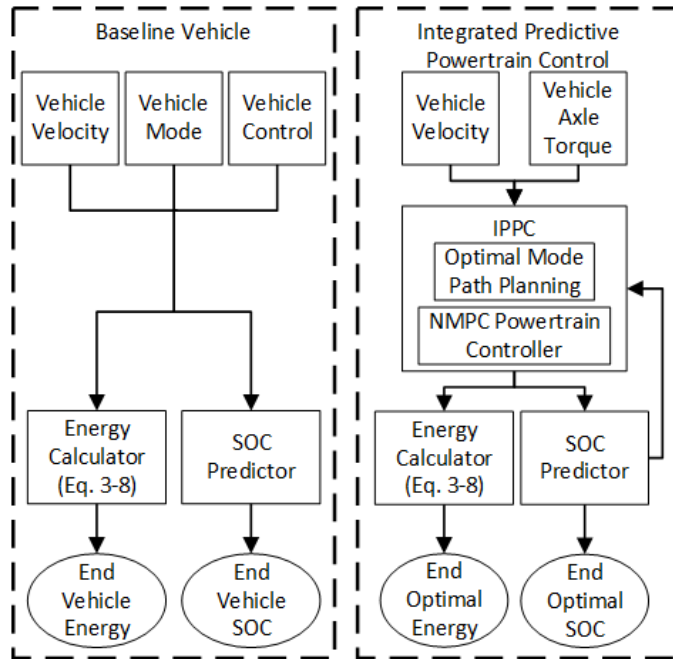 Baseline Vehicle
Vehicle
Velocity
Vehicle
Mode
Vehicle
Control
Energy
Calculator
(Eq. 3-8)
SOC
Predictor
End
Vehicle
Energy
End
Vehicle
SOC
Integrated Predictive
Powertrain Control
Vehicle
Velocity
Vehicle
Axle
Torque
IPPC
Optimal Mode
Path Planning
NMPC Powertrain
Controller
Energy
Calculator
(Eq. 3-8)
SOC
Predictor
End
Optimal
Energy
End
Optimal
SOC